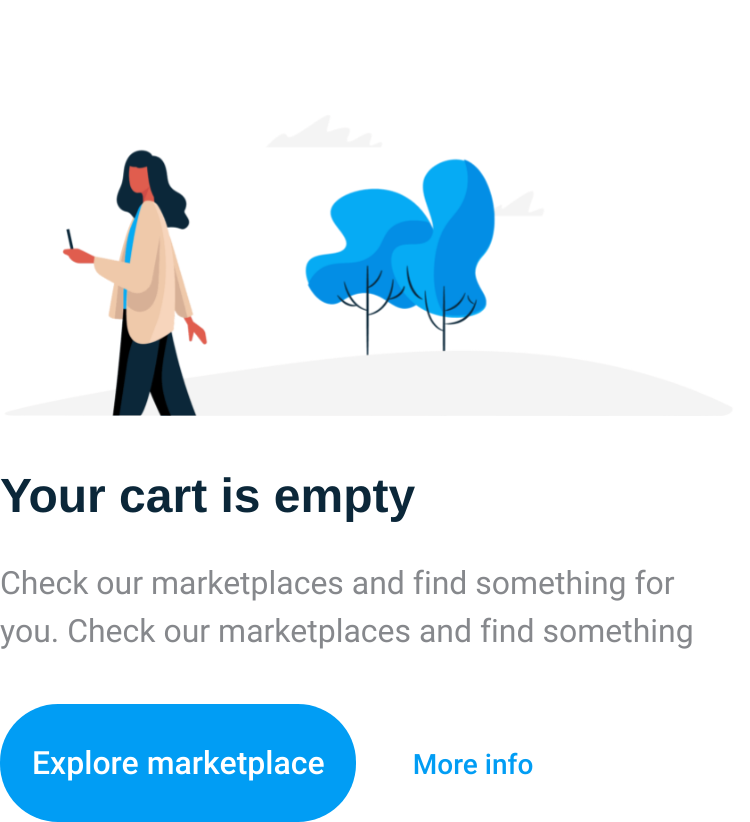 Your cart is empty
Check our marketplaces and find something for
you. Check our marketplaces and find something
Explore marketplace
More info